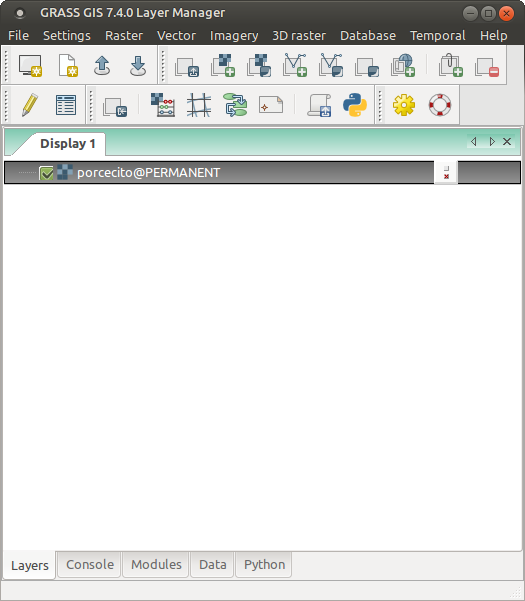 GRASS GIS 7.4.0 Layer Manager
File Settings Raster Vector Imagery 3D raster Database Temporal Help
Display 1
porcecito@PERMANENT
Layers Console Modules Data Python